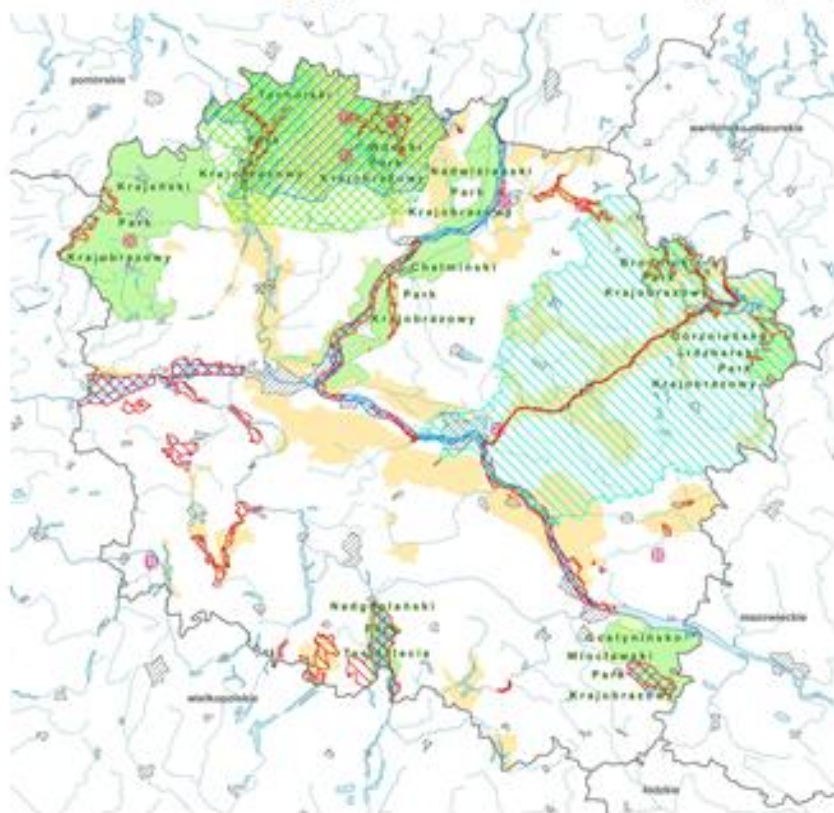 pomorskie
Tucholski
Park
Krajobrazowy
Wdecki
Park
Krajobrazowy
warmińsko-mazurskie
Krajeński
Park
Krajobrazowy
Nadwiślański
Park
Krajobrazowy
Chełmiński
Park
Krajobrazowy
Brodnicki
Park
Krajobrazowy
Górznieńsko
Lidzbarski
Park
Krajobrazowy
mazowieckie
Nadgoplański
Park
Tysiąclecia
Gostynińsko
Włocławski
Park
Krajobrazowy
wielkopolskie
łódzkie